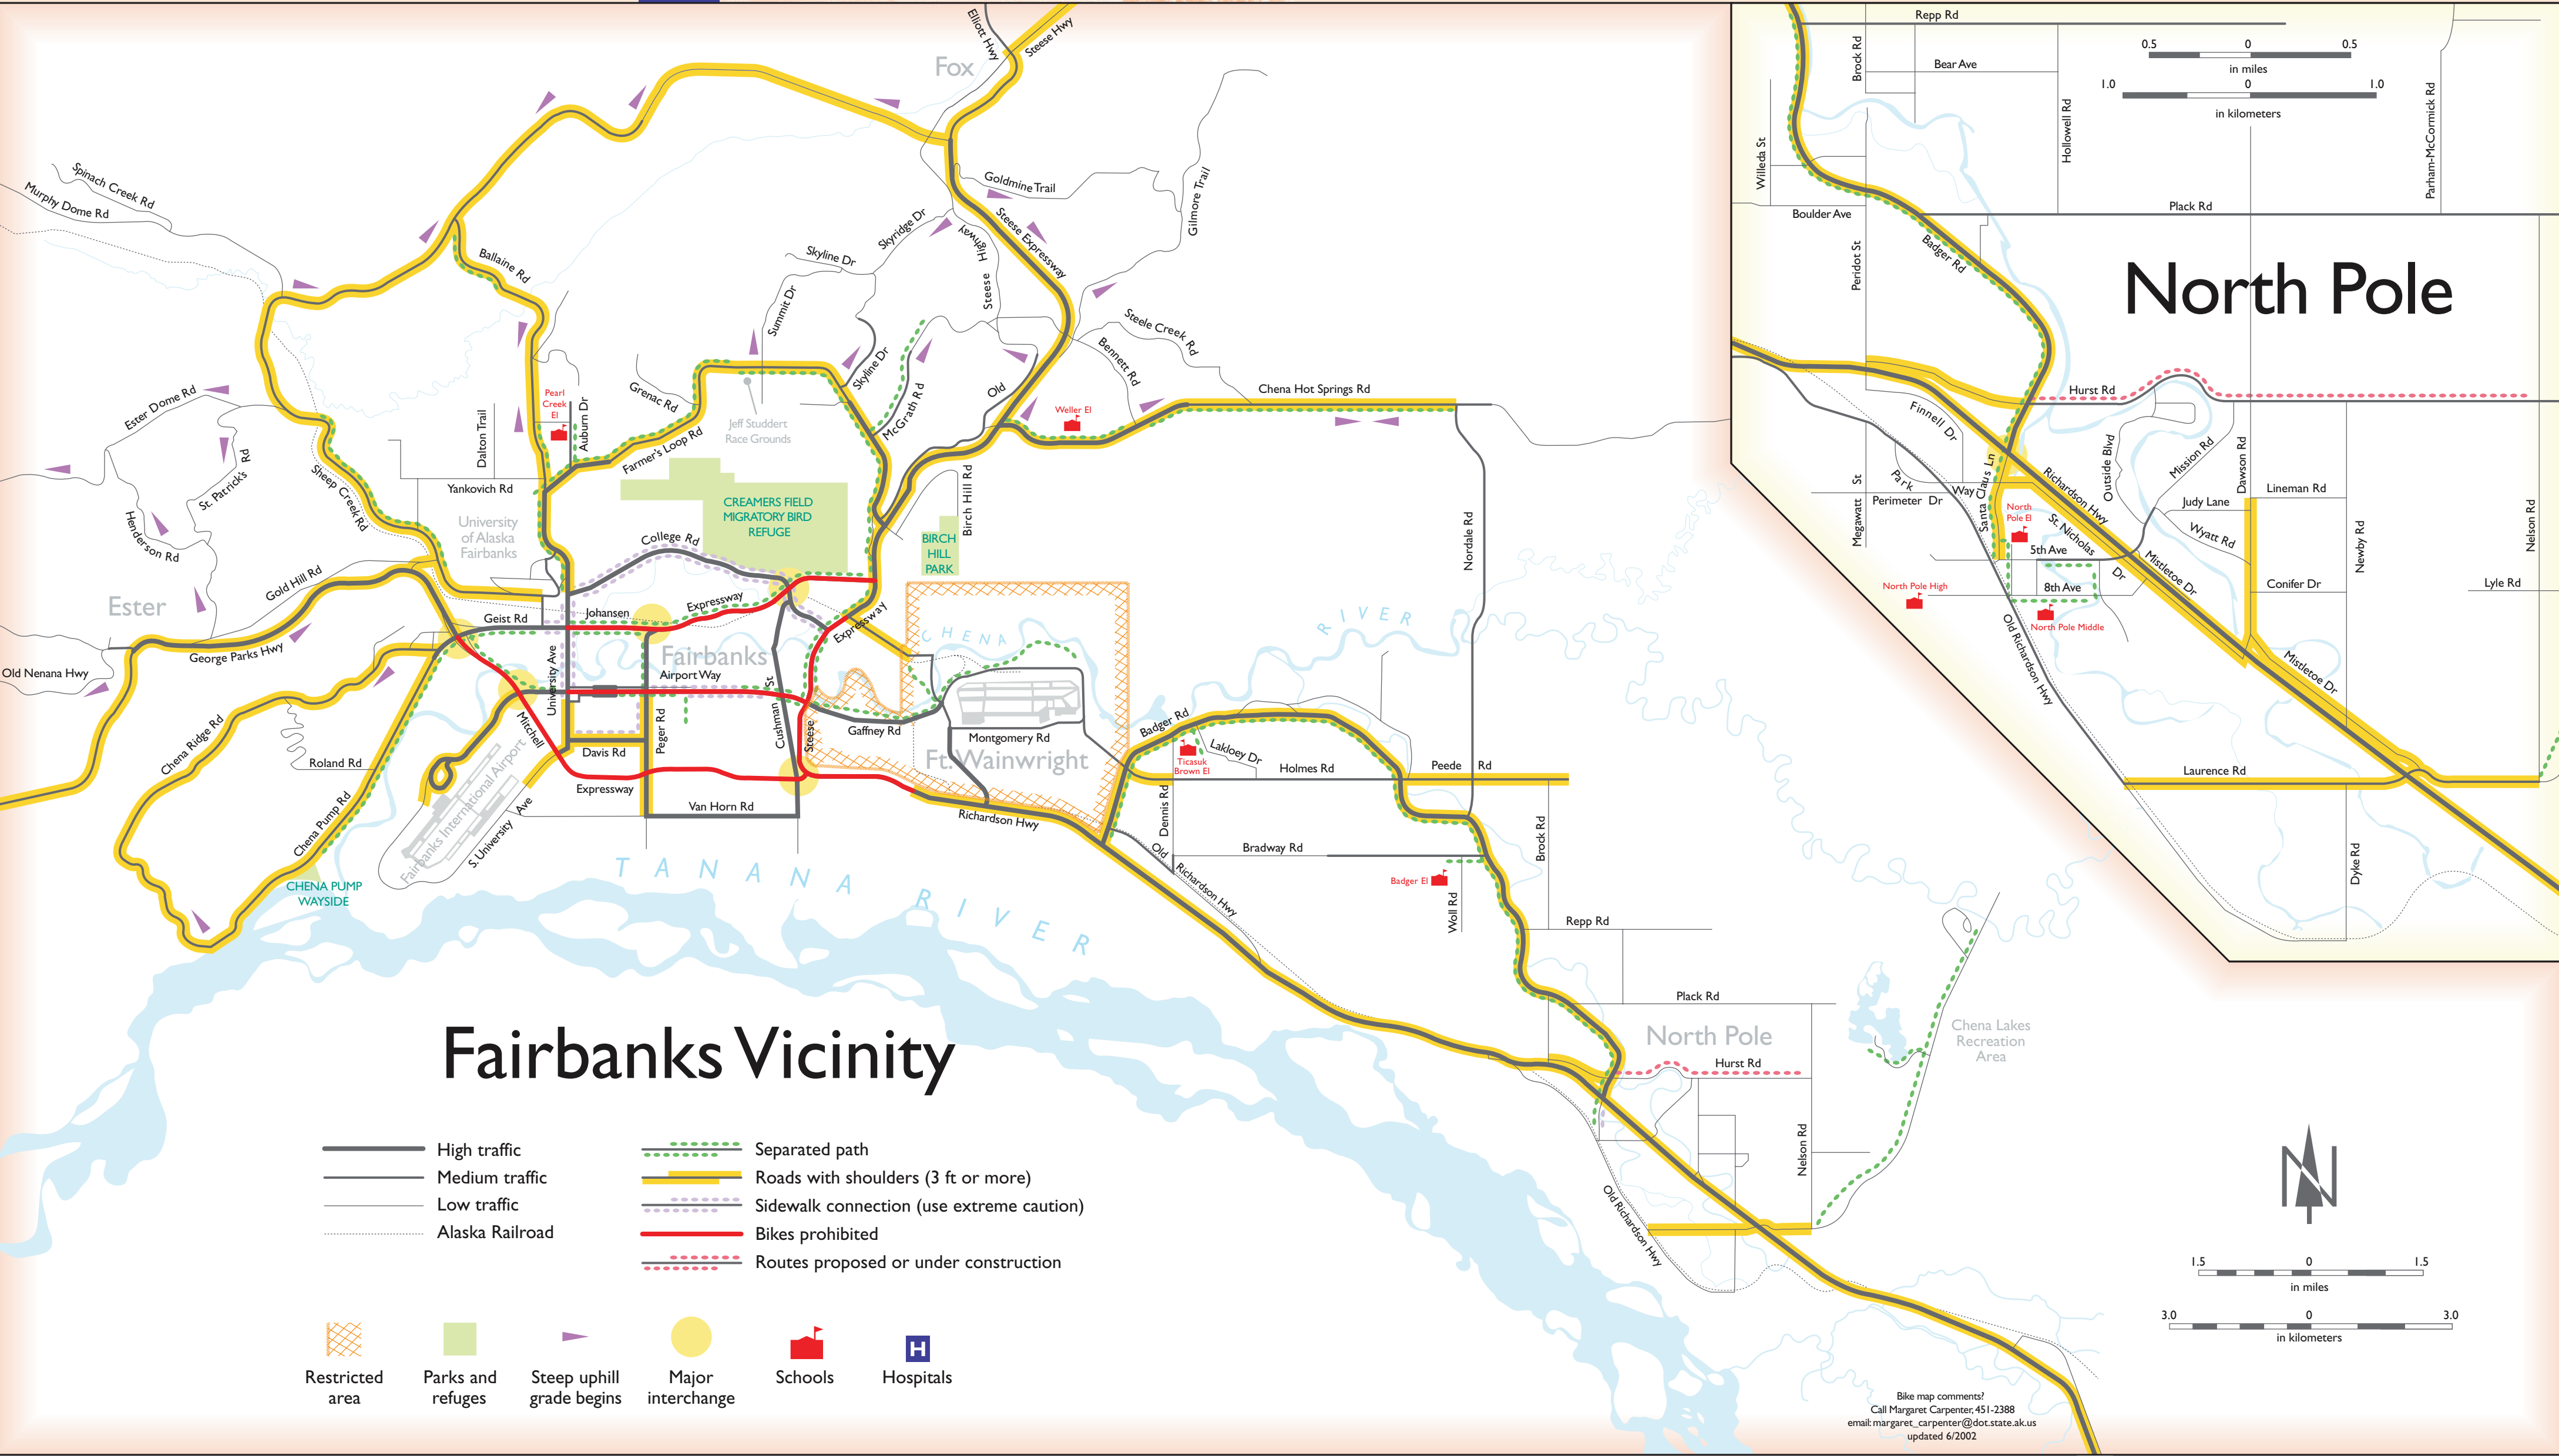 Elliott Hwy
Steese Hwy
Fox
Spinach Creek Rd
Murphy Dome Rd
Goldmine Trail
Gilmore Trail
Skyridge Dr
Steese Expressway
Highway
Steese
Old
Skyline Dr
Ballaine Rd
Summit Dr
Steele Creek Rd
Bennett Rd
Skyline Dr
McGrath Rd
Grenac Rd
Chena Hot Springs Rd
Ester Dome Rd
Pearl
Creek
El
Auburn Dr
Dalton Trail
Weller El
Jeff Studdert
Race Grounds
Farmer's Loop Rd
St. Patrick's
Rd
Sheep Creek Rd
Yankovich Rd
Henderson Rd
University
of Alaska
Fairbanks
CREAMERS FIELD
MIGRATORY BIRD
REFUGE
Birch Hill Rd
BIRCH
HILL
PARK
College Rd
Nordale Rd
Gold Hill Rd
Ester
Geist Rd
Johansen
Expressway
Expressway
CHENA
RIVER
George Parks Hwy
Old Nenana Hwy
University Ave
Fairbanks
Airport Way
Chena Ridge Rd
Mitchell
Peger Rd
Cushman
St
Steese
Gaffney Rd
Montgomery Rd
Ft. Wainwright
Badger Rd
Lakloey Dr
Ticasuk
Brown El
Roland Rd
Davis Rd
Expressway
Holmes Rd
Peede
Rd
Chena Pump Rd
Fairbanks International Airport
S. University
Ave
Van Horn Rd
Richardson Hwy
Dennis Rd
Brock Rd
Old
Richardson Hwy
Bradway Rd
Badger El
Woll Rd
CHENA PUMP
WAYSIDE
TANANA
RIVER
Repp Rd
Plack Rd
North Pole
Hurst Rd
Chena Lakes
Recreation
Area
Nelson Rd
Old Richardson Hwy
Fairbanks Vicinity
High traffic
Medium traffic
Low traffic
Alaska Railroad
Separated path
Roads with shoulders (3 ft or more)
Sidewalk connection (use extreme caution)
Bikes prohibited
Routes proposed or under construction
Restricted
area
Parks and
refuges
Steep uphill
grade begins
Major
interchange
Schools
H
Hospitals
Repp Rd
Brock Rd
Bear Ave
0.5 0 0.5
in miles
1.0 0 1.0
in kilometers
Willeda St
Hollowell Rd
Parham-McCormick Rd
Boulder Ave
Plack Rd
Peridot St
Badger Rd
North Pole
Hurst Rd
Finnell Dr
Outside Blvd
Mission Rd
Dawson Rd
Park
Way
Santa Claus Ln
Richardson Hwy
Megawatt
St
Perimeter Dr
Judy Lane
Lineman Rd
Wyatt Rd
Newby Rd
Nelson Rd
North
Pole El
St. Nicholas
Dr
5th Ave
8th Ave
Mistletoe Dr
Conifer Dr
Lyle Rd
North Pole High
North Pole Middle
Old Richardson Hwy
Mistletoe Dr
Laurence Rd
Dyke Rd
N
1.5 0 1.5
in miles
3.0 0 3.0
in kilometers
Bike map comments?
Call Margaret Carpenter, 451-2388
email: margaret_carpenter@dot.state.ak.us
updated 6/2002